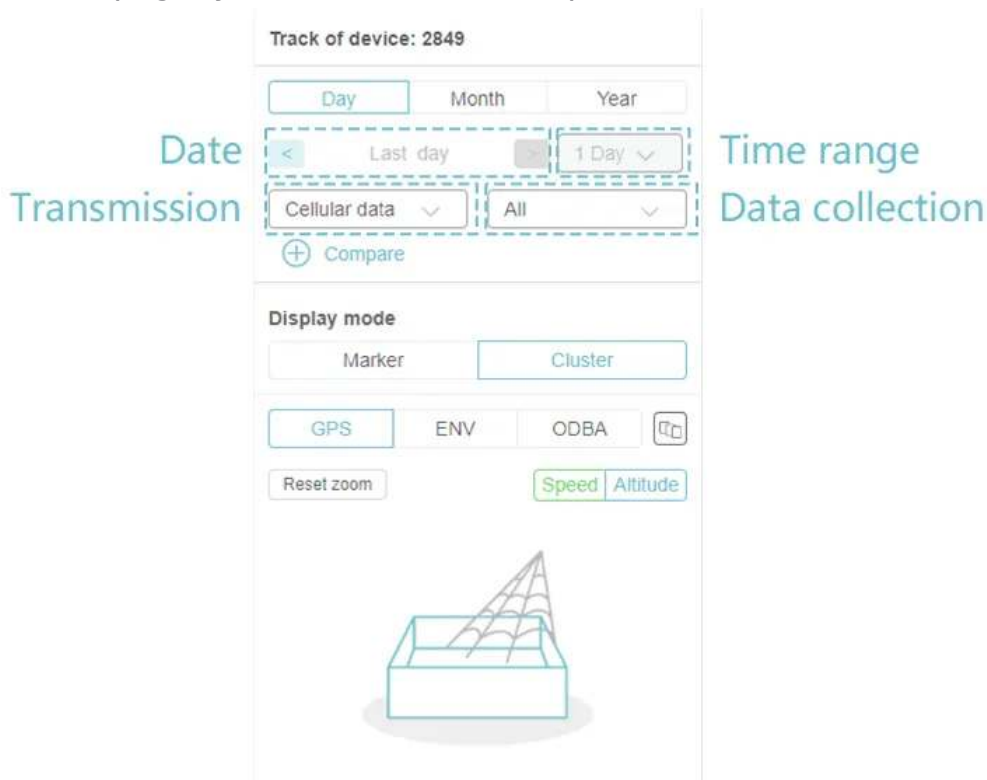 Track of device: 2849
Day Month Year
Date < Last day > 1 Day Time range
Transmission Cellular data All Data collection
Compare
Display mode
Marker Cluster
GPS ENV ODBA
Reset zoom Speed Altitude